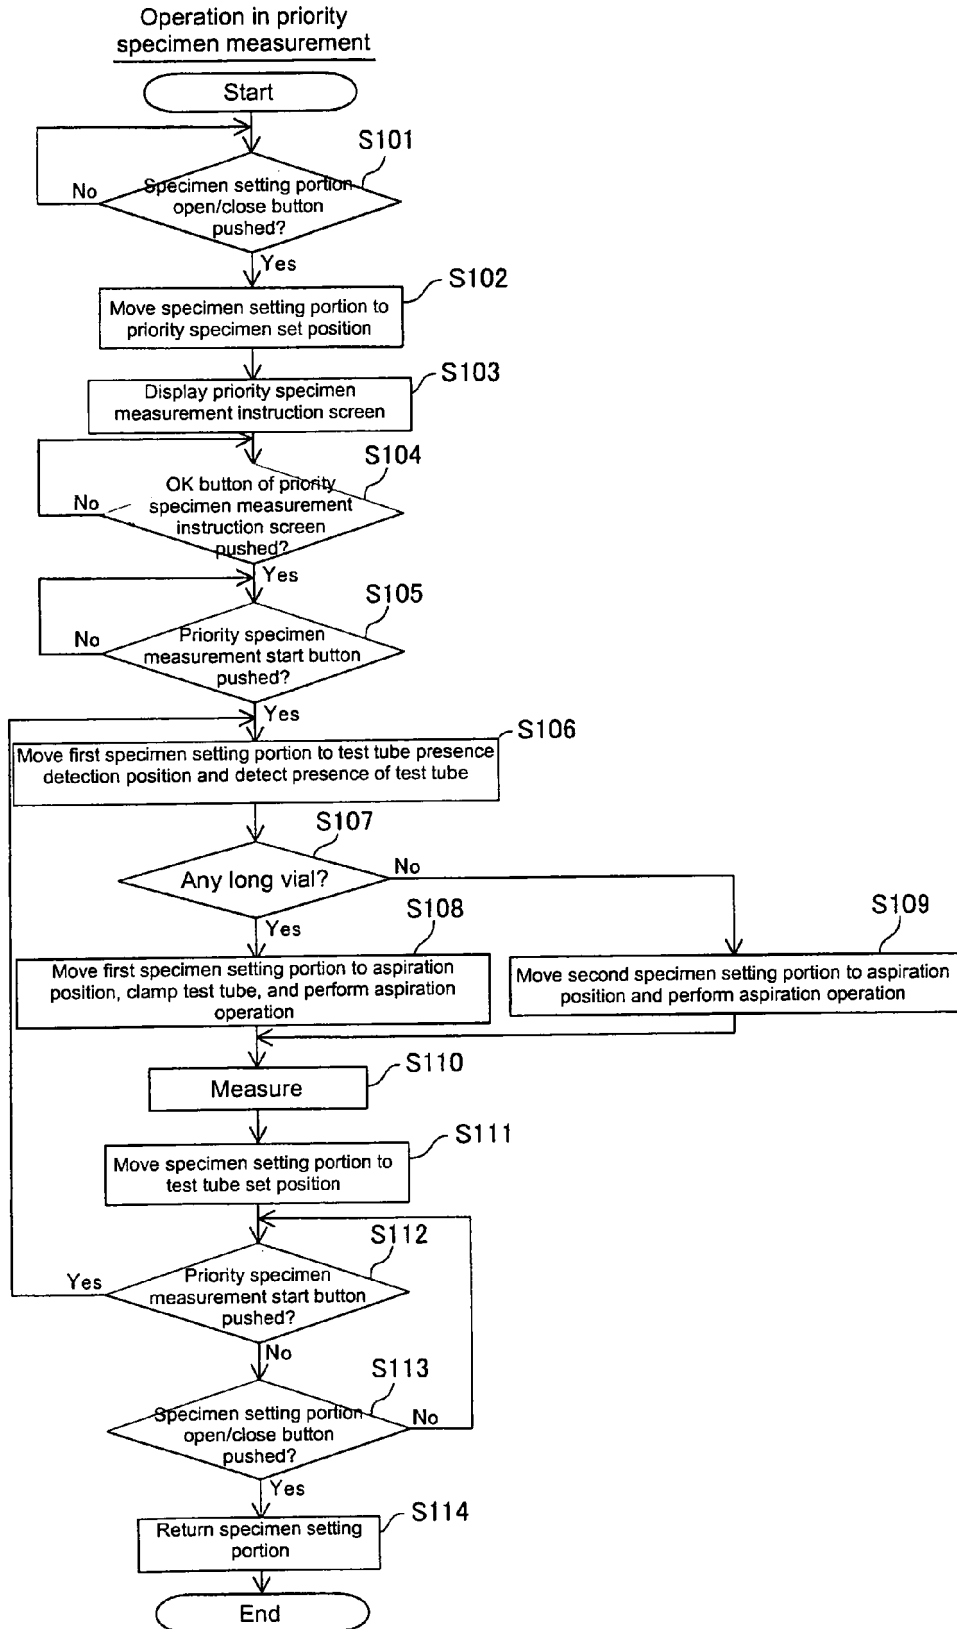 Operation in priority
specimen measurement
Start
S101
No
Specimen setting portion
open/close button
pushed?
Yes
S102
Move specimen setting portion to
priority specimen set position
S103
Display priority specimen
measurement instruction screen
S104
No
OK button of priority
specimen measurement
instruction screen
pushed?
Yes
S105
No
Priority specimen
measurement start button
pushed?
Yes
S106
Move first specimen setting portion to test tube presence
detection position and detect presence of test tube
S107
Any long vial?
No
Yes
S108
S109
Move first specimen setting portion to aspiration
position, clamp test tube, and perform aspiration
operation
Move second specimen setting portion to aspiration
position and perform aspiration operation
S110
Measure
S111
Move specimen setting portion to
test tube set position
S112
Yes
Priority specimen
measurement start button
pushed?
No
S113
Specimen setting portion
open/close button
pushed?
No
Yes
S114
Return specimen setting
portion
End